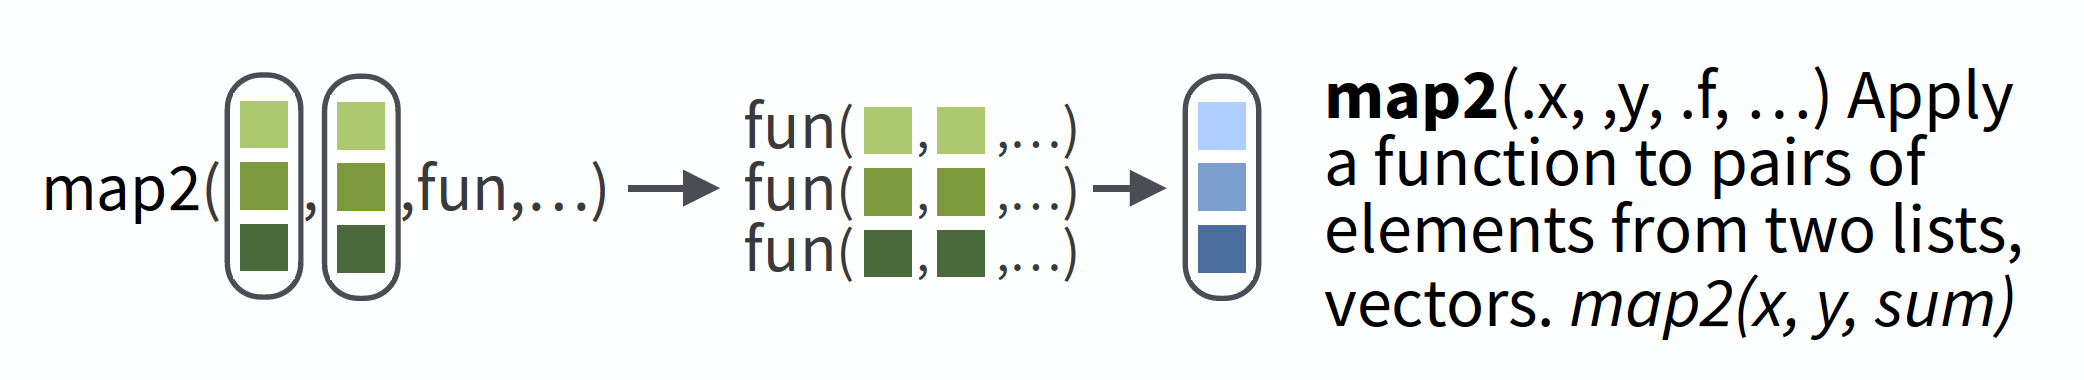 map2( , ,fun,…)
fun( , ,…)
fun( , ,…)
fun( , ,…)
map2(.x, ,y, .f, …) Apply
a function to pairs of
elements from two lists,
vectors. map2(x, y, sum)